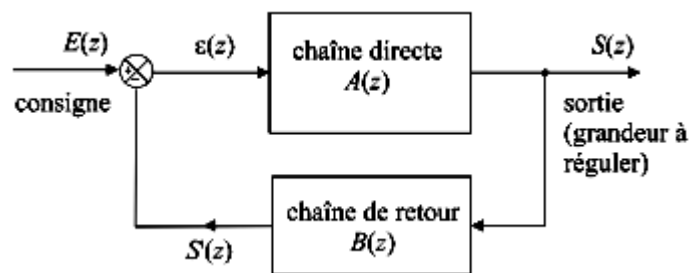 E(z)
ε(z)
chaîne directe
A(z)
S(z)
+
-
consigne
sortie
(grandeur à
réguler)
chaîne de retour
B(z)
S'(z)